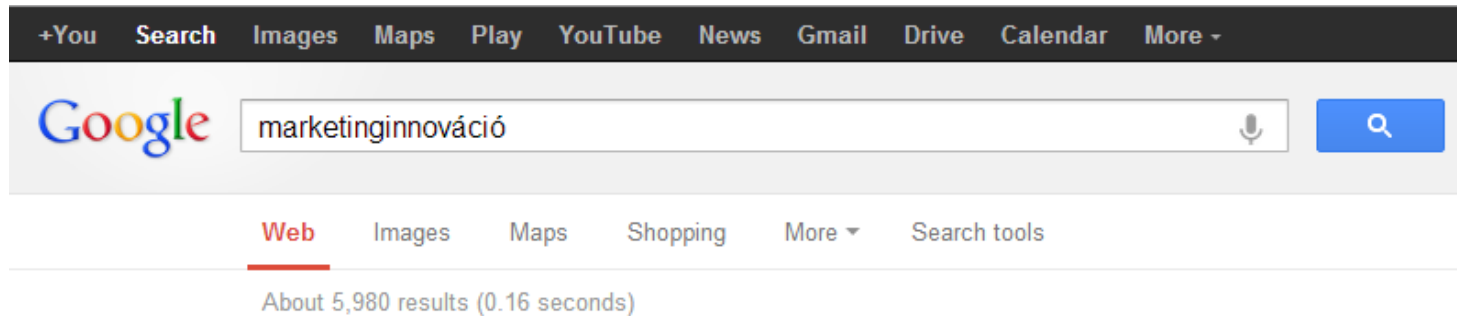 +You Search Images Maps Play YouTube News Gmail Drive Calendar More
Google marketinginnováció
Web Images Maps Shopping More Search tools
About 5,980 results (0.16 seconds)